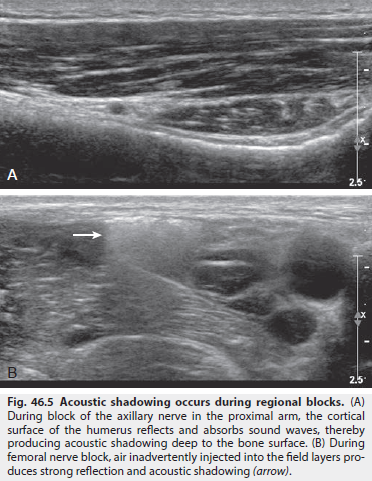 A
x
2.5
B
x
2.5
Fig. 46.5 Acoustic shadowing occurs during regional blocks. (A)
During block of the axillary nerve in the proximal arm, the cortical
surface of the humerus reflects and absorbs sound waves, thereby
producing acoustic shadowing deep to the bone surface. (B) During
femoral nerve block, air inadvertently injected into the field layers pro-
duces strong reflection and acoustic shadowing (arrow).